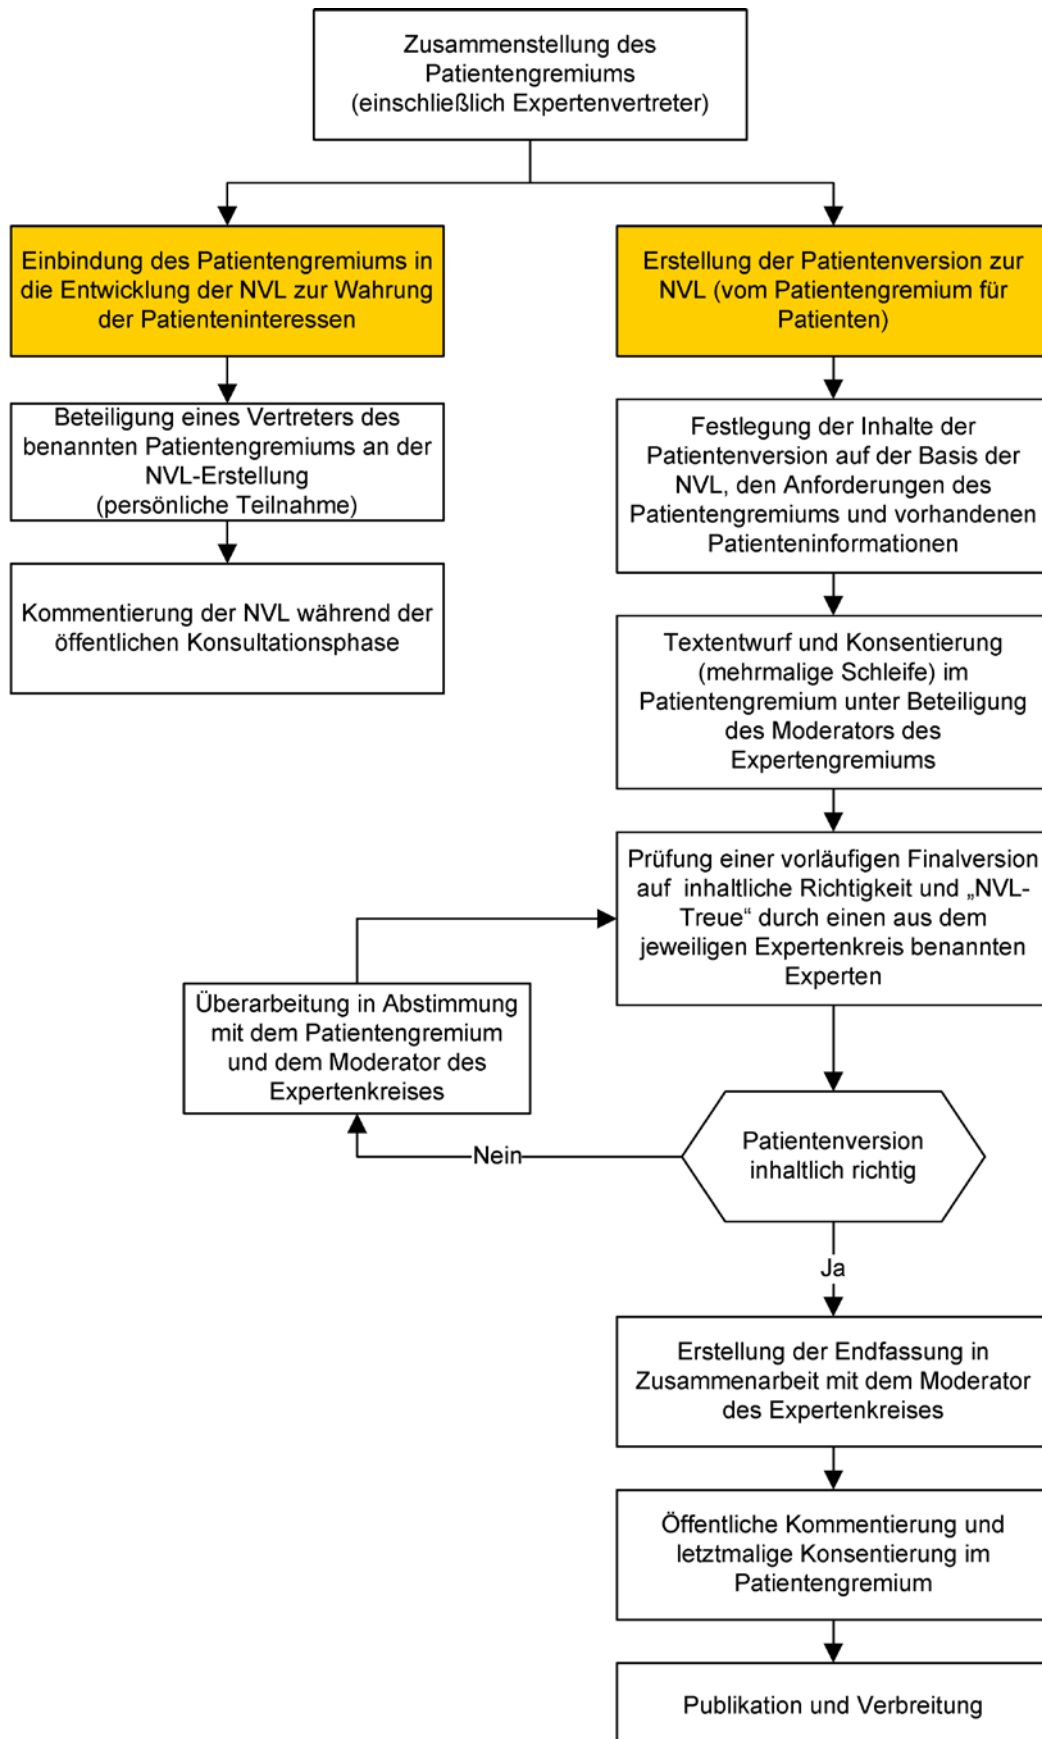 Zusammenstellung des
Patientengremiums
(einschließlich Expertenvertreter)
Einbindung des Patientengremiums in
die Entwicklung der NVL zur Wahrung
der Patienteninteressen
Beteiligung eines Vertreters des
benannten Patientengremiums an der
NVL-Erstellung
(persönliche Teilnahme)
Kommentierung der NVL während der
öffentlichen Konsultationsphase
Erstellung der Patientenversion zur
NVL (vom Patientengremium für
Patienten)
Festlegung der Inhalte der
Patientenversion auf der Basis der
NVL, den Anforderungen des
Patientengremiums und vorhandenen
Patienteninformationen
Textentwurf und Konsentierung
(mehrmalige Schleife) im
Patientengremium unter Beteiligung
des Moderators des
Expertengremiums
Prüfung einer vorläufigen Finalversion
auf inhaltliche Richtigkeit und „NVL-
Treue“ durch einen aus dem
jeweiligen Expertenkreis benannten
Experten
Überarbeitung in Abstimmung
mit dem Patientengremium
und dem Moderator des
Expertenkreises
Patientenversion
inhaltlich richtig
Nein
Ja
Erstellung der Endfassung in
Zusammenarbeit mit dem Moderator
des Expertenkreises
Öffentliche Kommentierung und
letztmalige Konsentierung im
Patientengremium
Publikation und Verbreitung